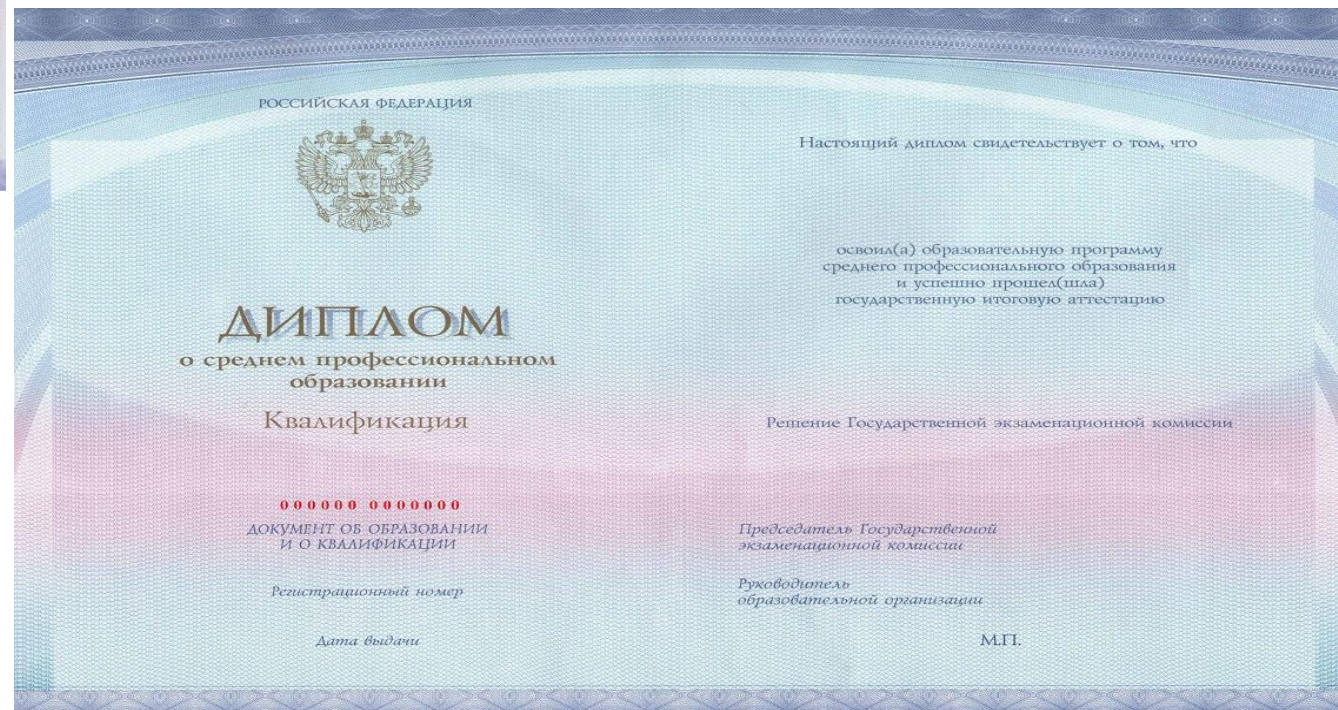 РОССИЙСКАЯ ФЕДЕРАЦИЯ
ДИПЛОМ
о среднем профессиональном
образовании
Квалификация
000000 0000000
ДОКУМЕНТ ОБ ОБРАЗОВАНИИ
И О КВАЛИФИКАЦИИ
Регистрационный номер
Дата выдачи
Настоящий диплом свидетельствует о том, что
освоил(а) образовательную программу
среднего профессионального образования
и успешно прошел(шла)
государственную итоговую аттестацию
Решение Государственной экзаменационной комиссии
Председатель Государственной
экзаменационной комиссии
Руководитель
образовательной организации
М.П.